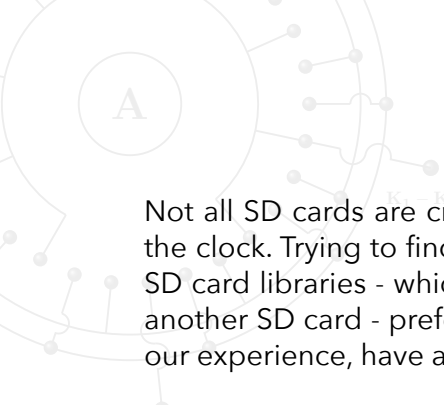 A
Not all SD cards are
the clock. Trying to
SD card libraries -
another SD card -
our experience, have